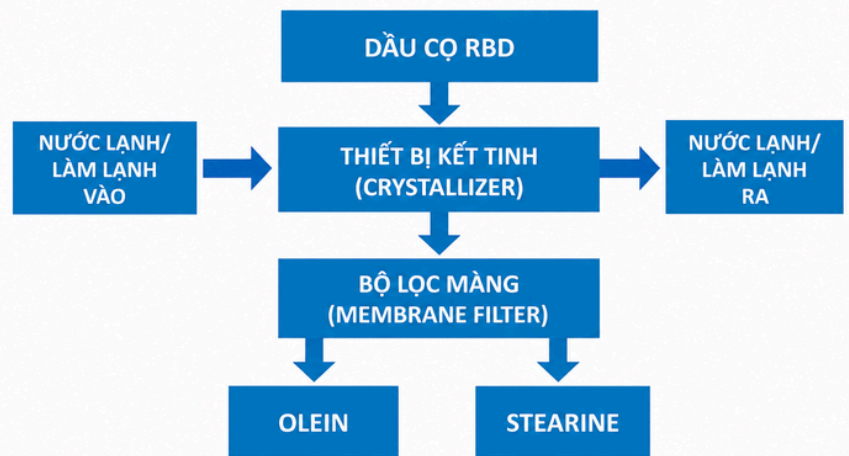 DẦU CỌ RBD
NƯỚC LẠNH/
LÀM LẠNH
VÀO
THIẾT BỊ KẾT TINH
(CRYSTALLIZER)
NƯỚC LẠNH/
LÀM LẠNH
RA
BỘ LỌC MÀNG
(MEMBRANE FILTER)
OLEIN
STEARINE